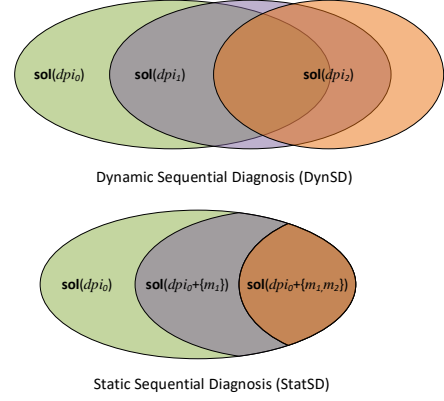 sol(dpi₀) sol(dpi₁) sol(dpi₂)
Dynamic Sequential Diagnosis (DynSD)
sol(dpi₀) sol(dpi₀+{m₁}) sol(dpi₀+{m₁,m₂})
Static Sequential Diagnosis (StatSD)